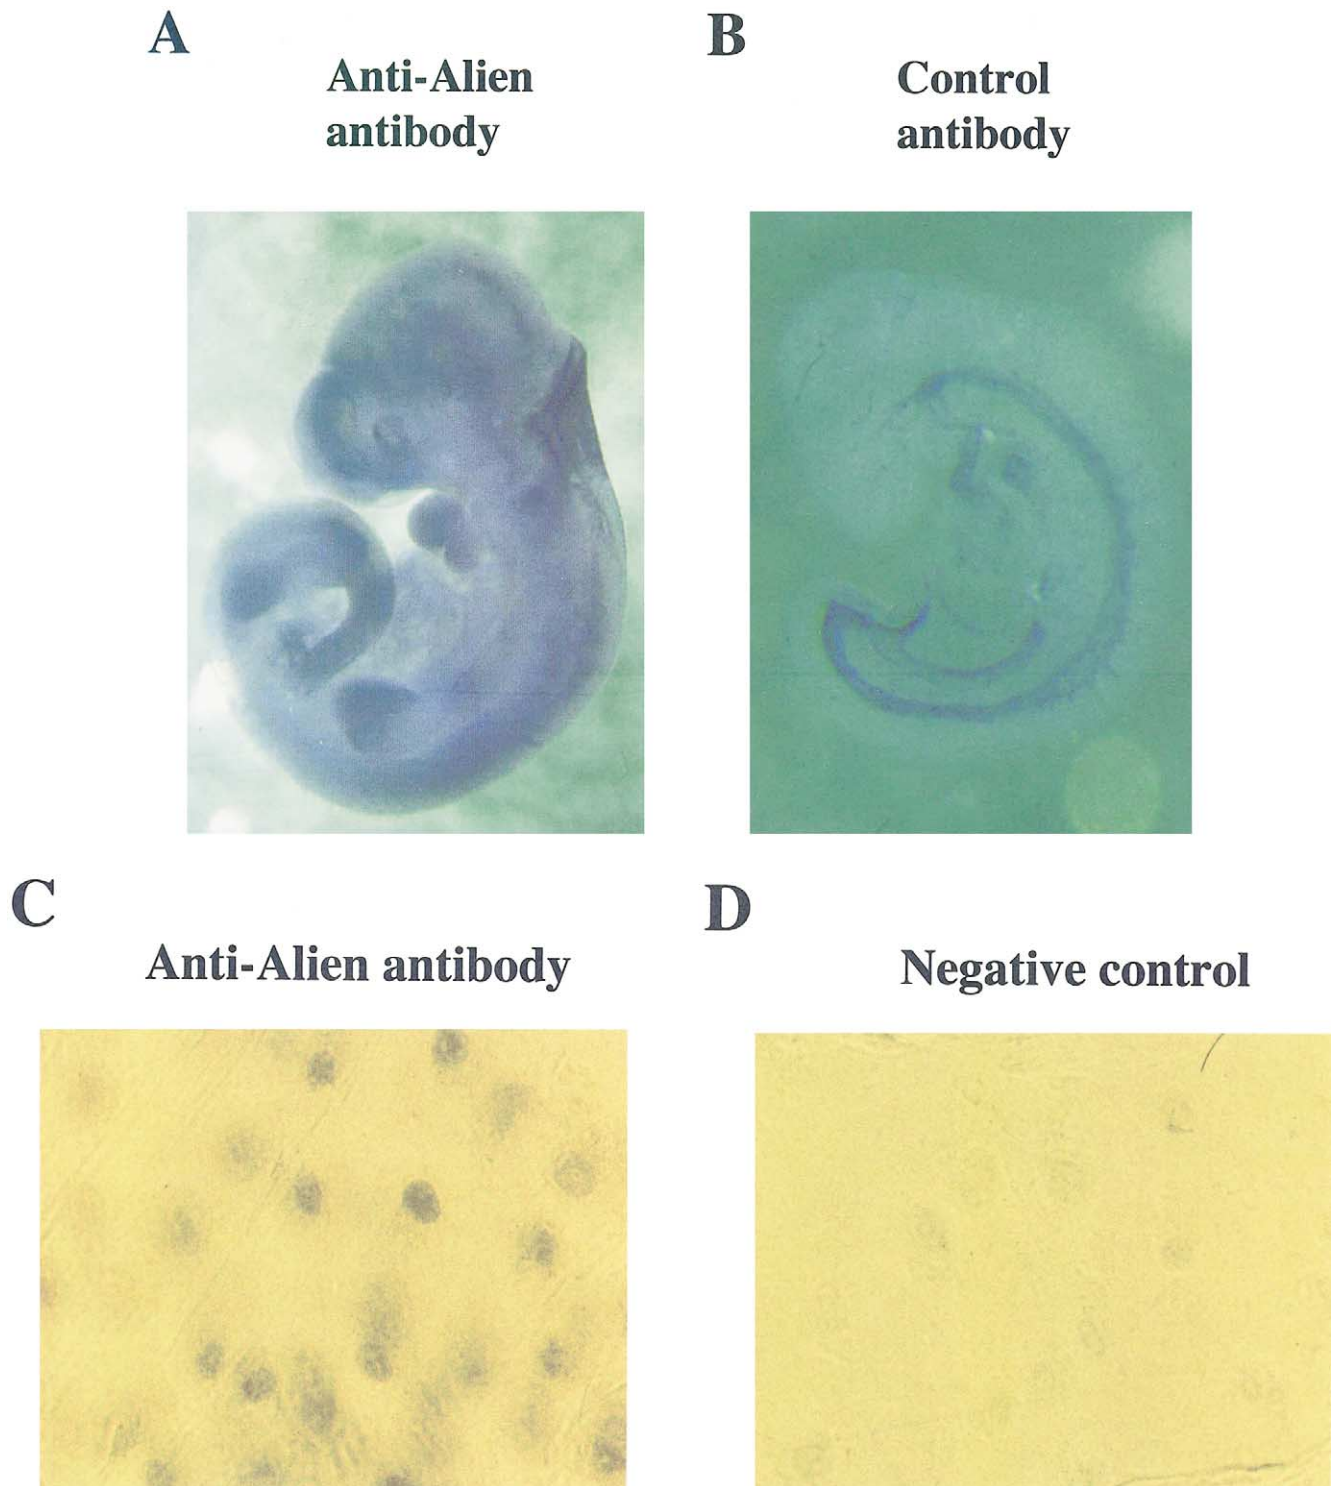 A
Anti-Alien
antibody
B
Control
antibody
C
Anti-Alien antibody
D
Negative control